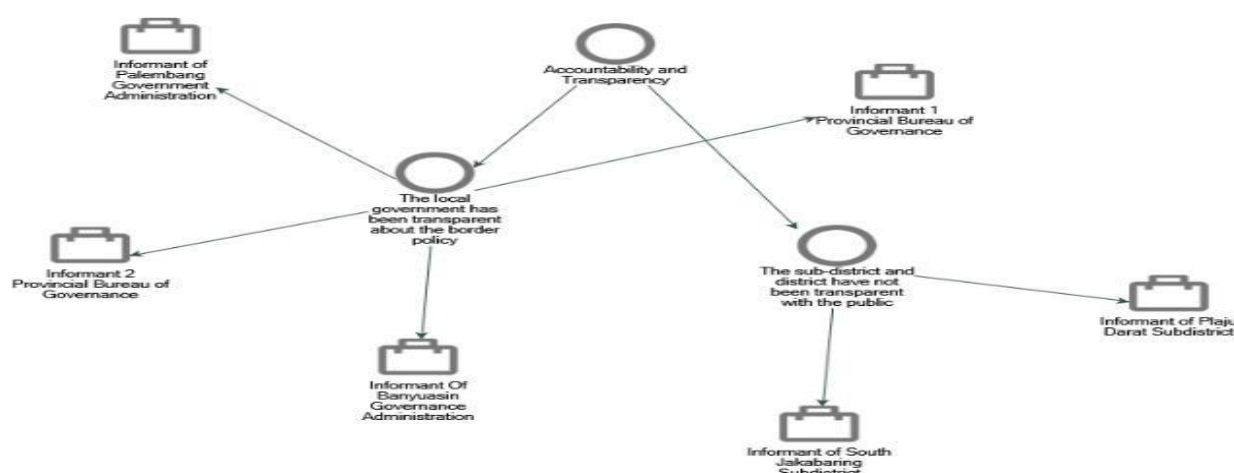 Informant of
Palembang
Government
Administration
Accountability and
Transparency
Informant 1
Provincial Bureau of
Governance
The local
government has
been transparent
about the border
policy
Informant 2
Provincial Bureau of
Governance
The sub-district and
district have not
been transparent
with the public
Informant of Plaju
Darat Subdistrict
Informant Of
Banyuasin
Governance
Administration
Informant of South
Jakabaring
Subdistrict